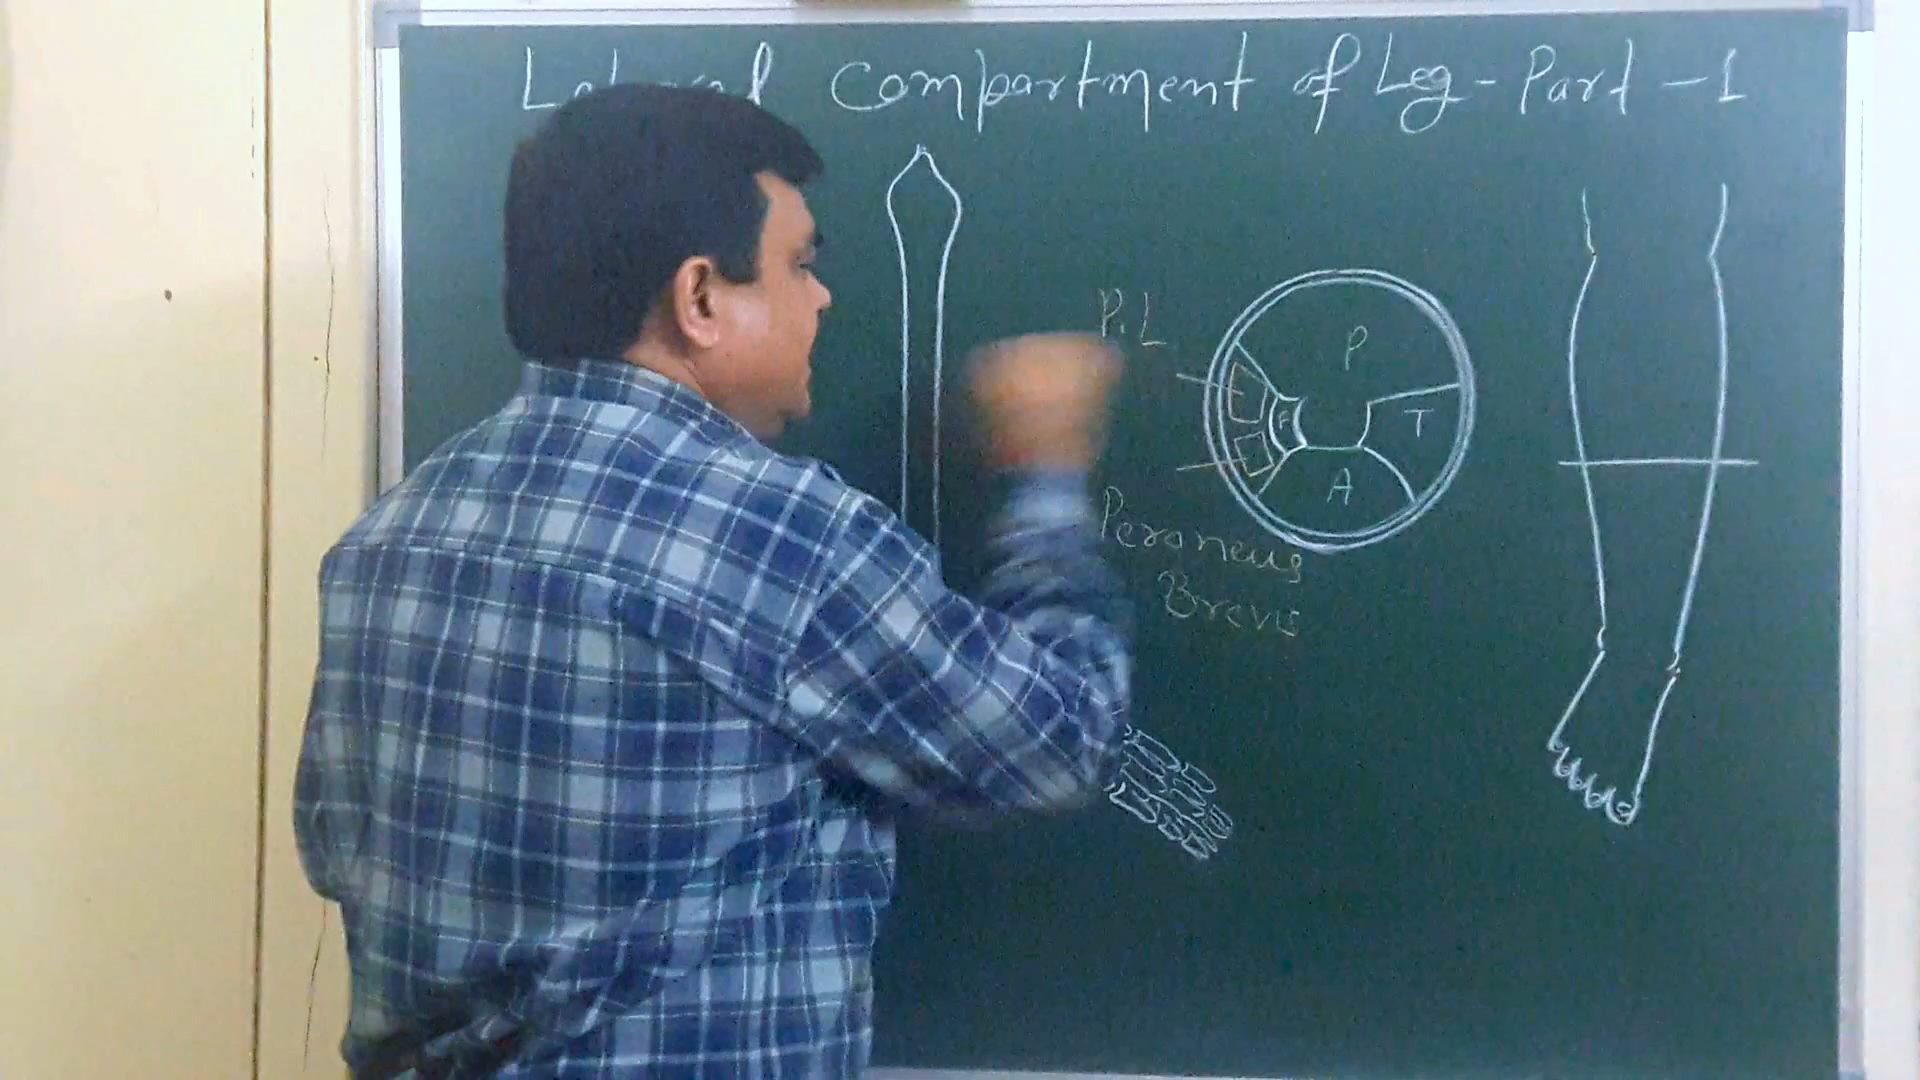 Compartment of Leg - Part - 1
P.L
P
F
T
A
Peroneus
Brevis